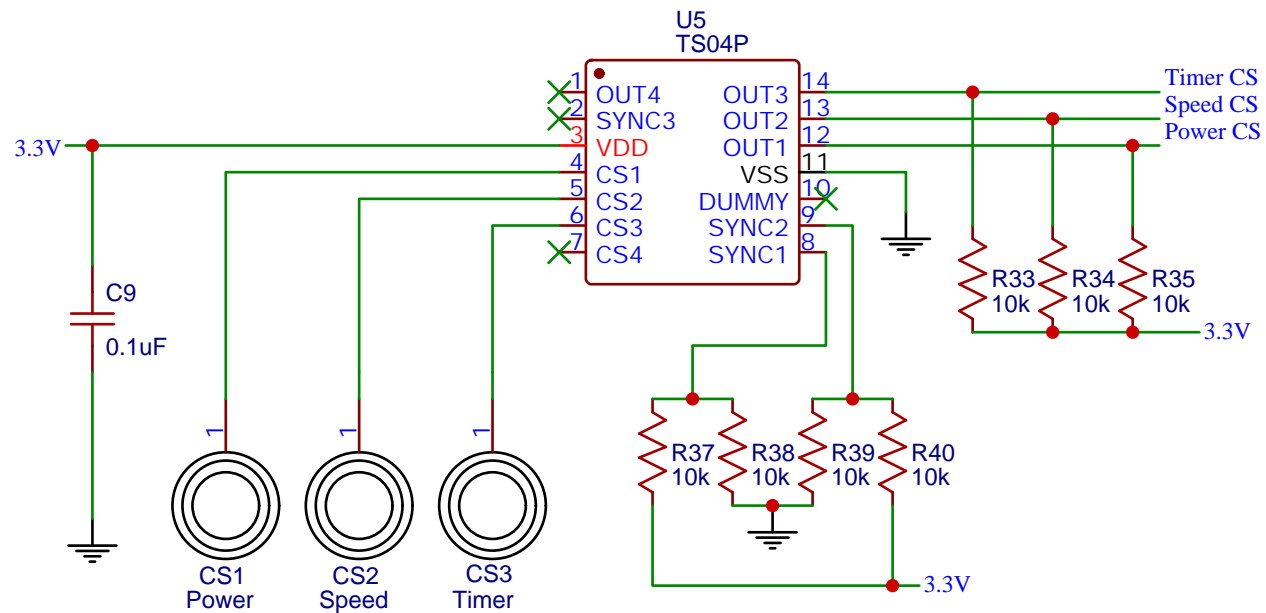 U5
TS04P
1 OUT4
2 SYNC3
3 VDD
4 CS1
5 CS2
6 CS3
7 CS4
OUT3 14
OUT2 13
OUT1 12
VSS 11
DUMMY 10
SYNC2 9
SYNC1 8
Timer CS
Speed CS
Power CS
3.3V
C9
0.1uF
R33
10k
R34
10k
R35
10k
3.3V
1
1
1
R37
10k
R38
10k
R39
10k
R40
10k
CS1
Power
CS2
Speed
CS3
Timer
3.3V